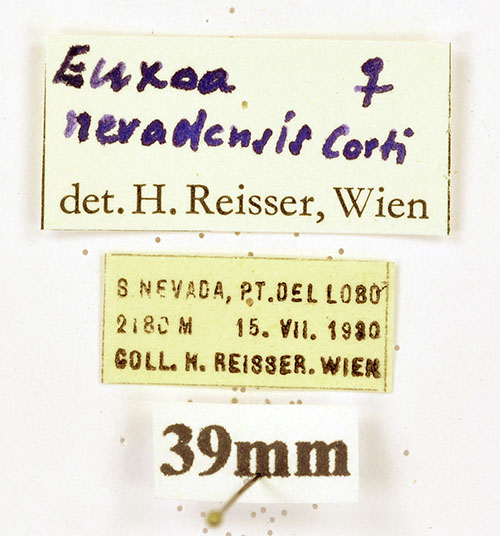 Euxoa ♀
nevadensis Corti
det. H. Reisser, Wien
S. NEVADA, PT. DEL LOBO
2180 M 15. VII. 1930
COLL. H. REISSER. WIEN
39mm